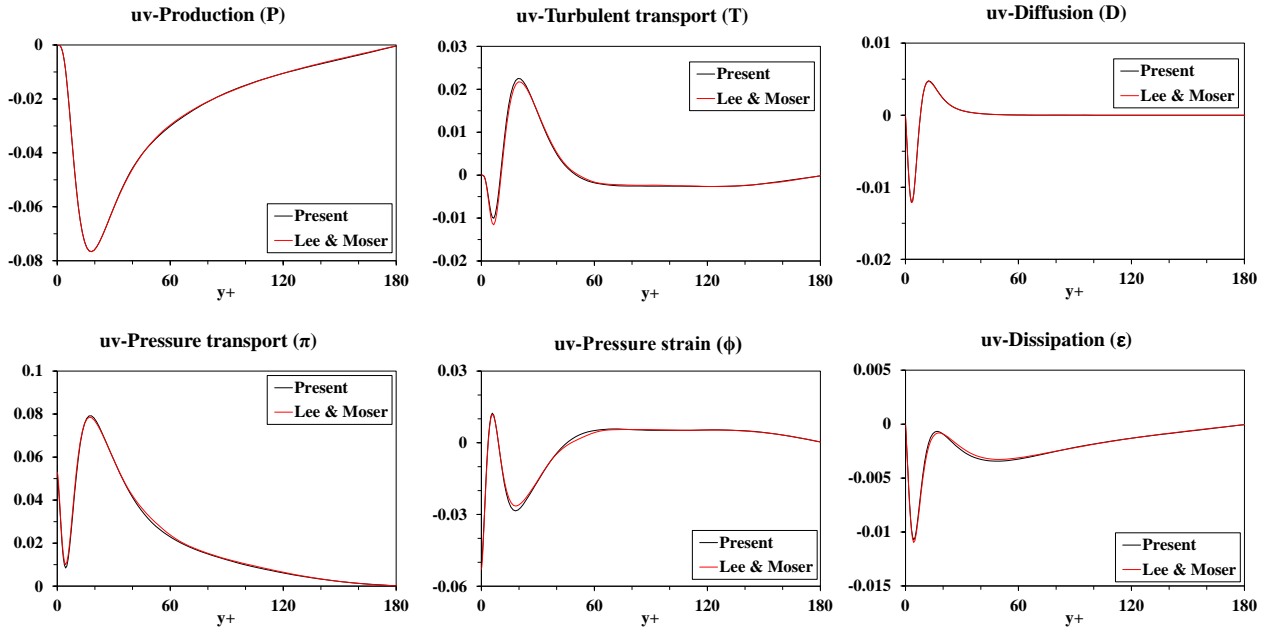 uv-Production (P)
0
-0.02
-0.04
-0.06
-0.08
Present
Lee & Moser
0 60 120 180
y+
uv-Turbulent transport (T)
0.03
0.02
0.01
0
-0.01
-0.02
Present
Lee & Moser
0 60 120 180
y+
uv-Diffusion (D)
0.01
0
-0.01
-0.02
Present
Lee & Moser
0 60 120 180
y+
uv-Pressure transport (π)
0.1
0.08
0.06
0.04
0.02
0
Present
Lee & Moser
0 60 120 180
y+
uv-Pressure strain (ϕ)
0.03
0
-0.03
-0.06
Present
Lee & Moser
0 60 120 180
y+
uv-Dissipation (ε)
0.005
0
-0.005
-0.01
-0.015
Present
Lee & Moser
0 60 120 180
y+